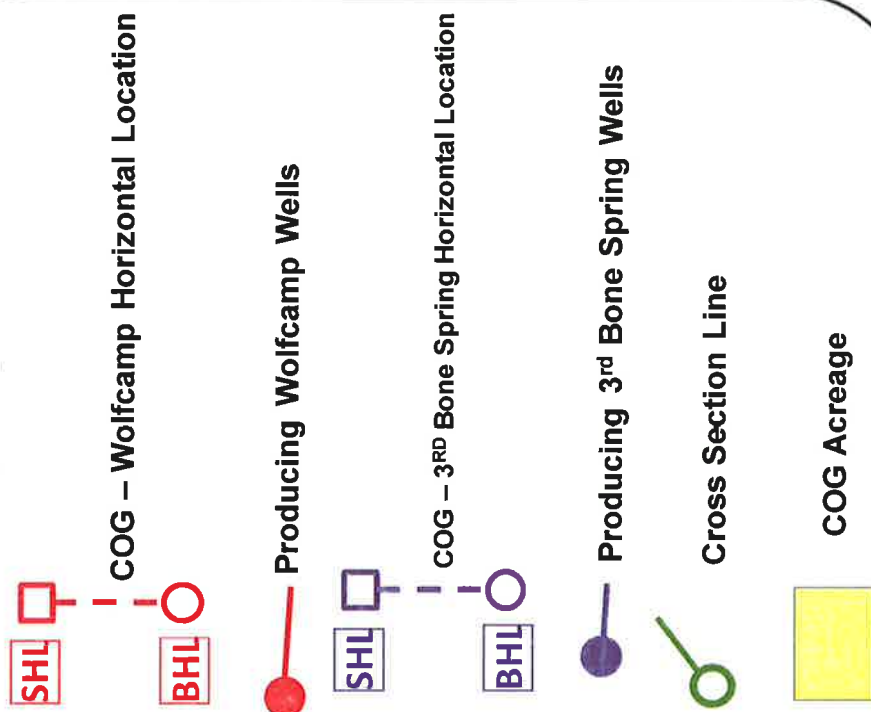 SHL
BHL
COG – Wolfcamp Horizontal Location
Producing Wolfcamp Wells
SHL
BHL
COG – 3RD Bone Spring Horizontal Location
Producing 3rd Bone Spring Wells
Cross Section Line
COG Acreage